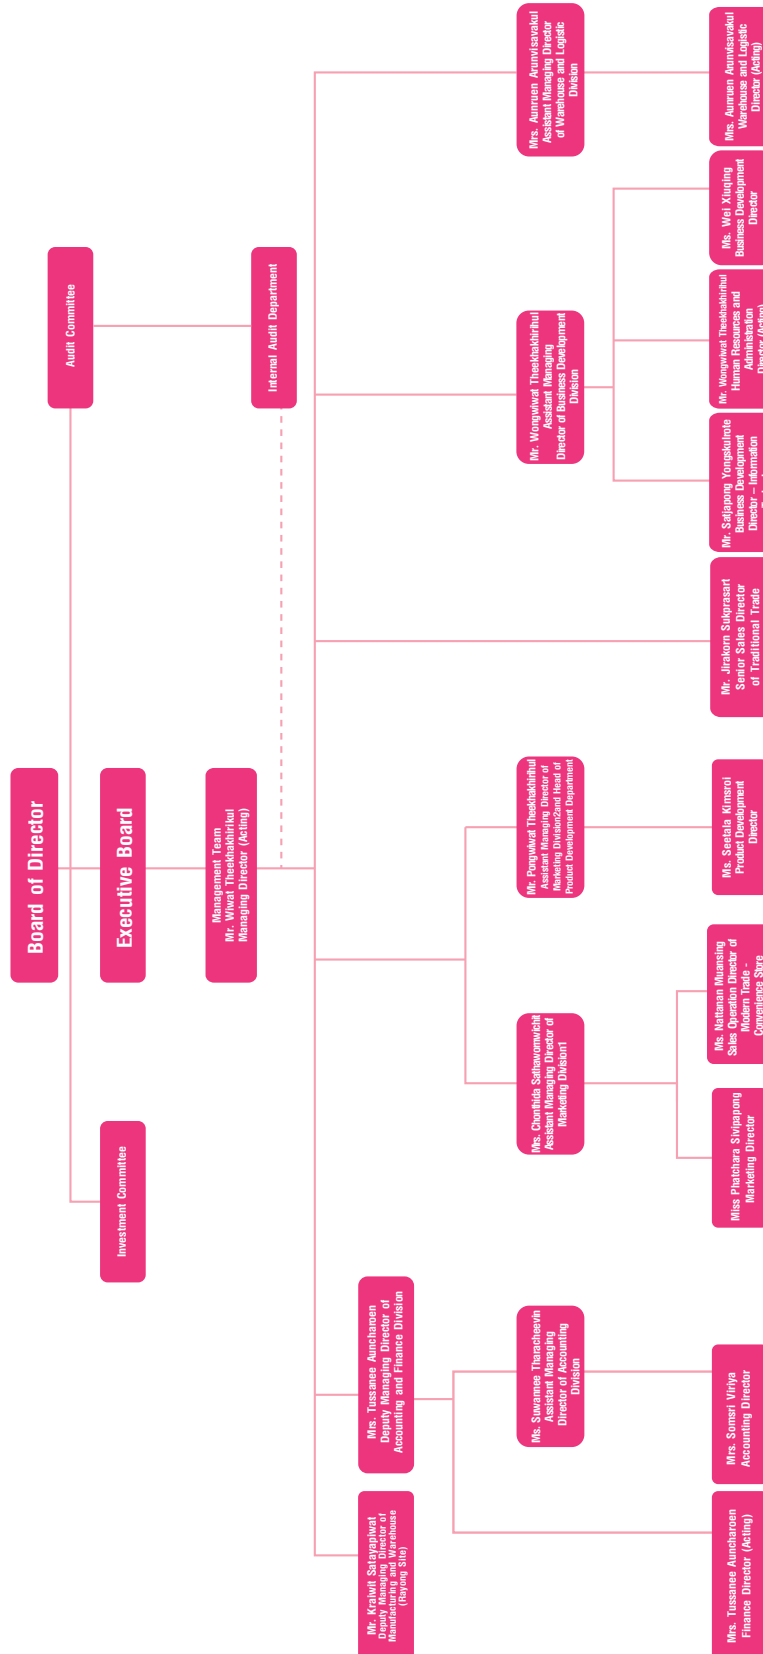 Board of Director
Audit Committee
Executive Board
Investment Committee
Management Team
Mr. Wiwat Theekhakhirikul
Managing Director (Acting)
Internal Audit Department
Mr. Kraiwit Satayapiwat
Deputy Managing Director of
Manufacturing and Warehouse
(Rayong Site)
Mrs. Tussanee Auncharoen
Deputy Managing Director of
Accounting and Finance Division
Ms. Suwannee Tharacheevin
Assistant Managing
Director of Accounting
Division
Mrs. Chonthida Sathawornwichit
Assistant Managing Director of
Marketing Division1
Mr. Pongwiwat Theekhakhirihul
Assistant Managing Director of
Marketing Division2and Head of
Product Development Department
Mr. Wongwiwat Theekhakhirihul
Assistant Managing
Director of Business Development
Division
Mrs. Aunruen Arunvisavakul
Assistant Managing Director
of Warehouse and Logistic
Division
Mrs. Tussanee Auncharoen
Finance Director (Acting)
Mrs. Somsri Viriya
Accounting Director
Miss Phatchara Sivipapong
Marketing Director
Ms. Nattanan Muansing
Sales Operation Director of
Modern Trade -
Convenience Store
Ms. Seetala Kimsroi
Product Development
Director
Mr. Jirakorn Sukprasart
Senior Sales Director
of Traditional Trade
Mr. Satjapong Yongskulrote
Business Development
Director – Information
Mr. Wongwiwat Theekhakhirihul
Human Resources and
Administration
Director (Acting)
Ms. Wei Xiuqing
Business Development
Director
Mrs. Aunruen Arunvisavakul
Warehouse and Logistic
Director (Acting)